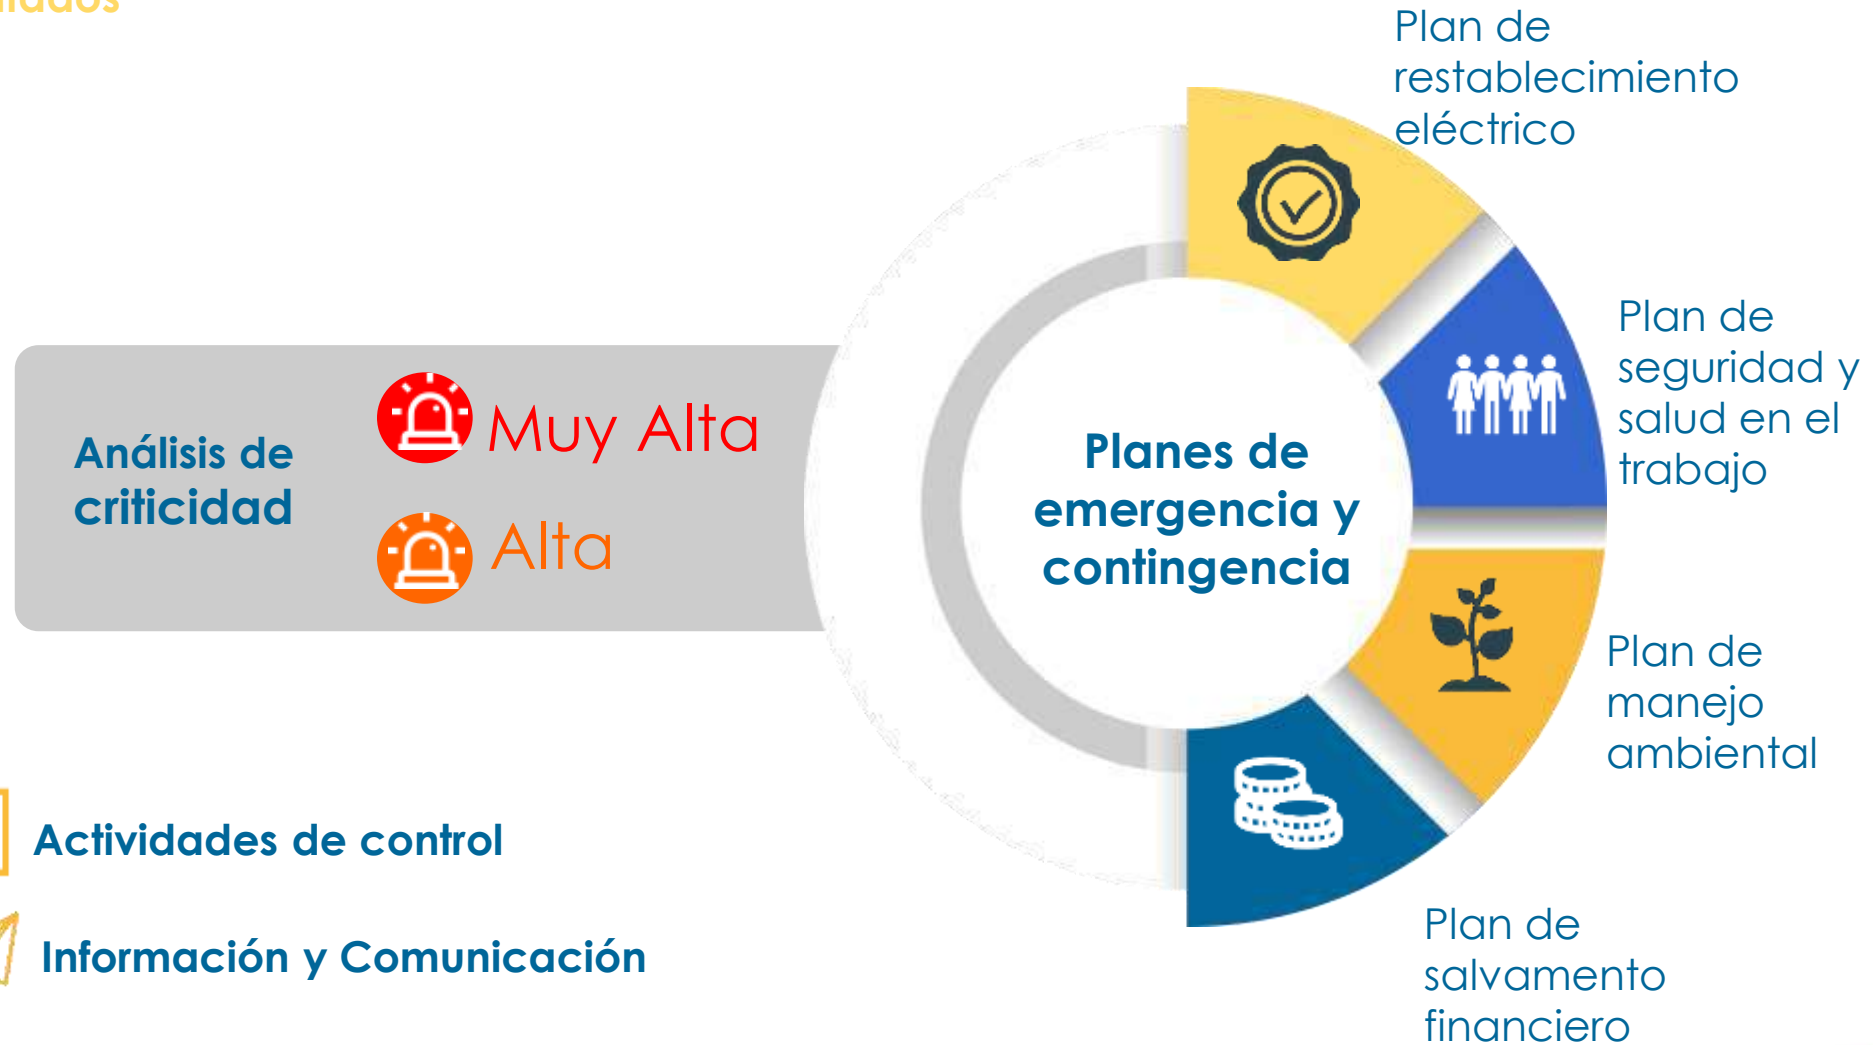 Plan de
restablecimiento
eléctrico
Análisis de
criticidad
Muy Alta
Alta
Planes de
emergencia y
contingencia
Plan de
seguridad y
salud en el
trabajo
Plan de
manejo
ambiental
Plan de
salvamento
financiero
Actividades de control
Información y Comunicación